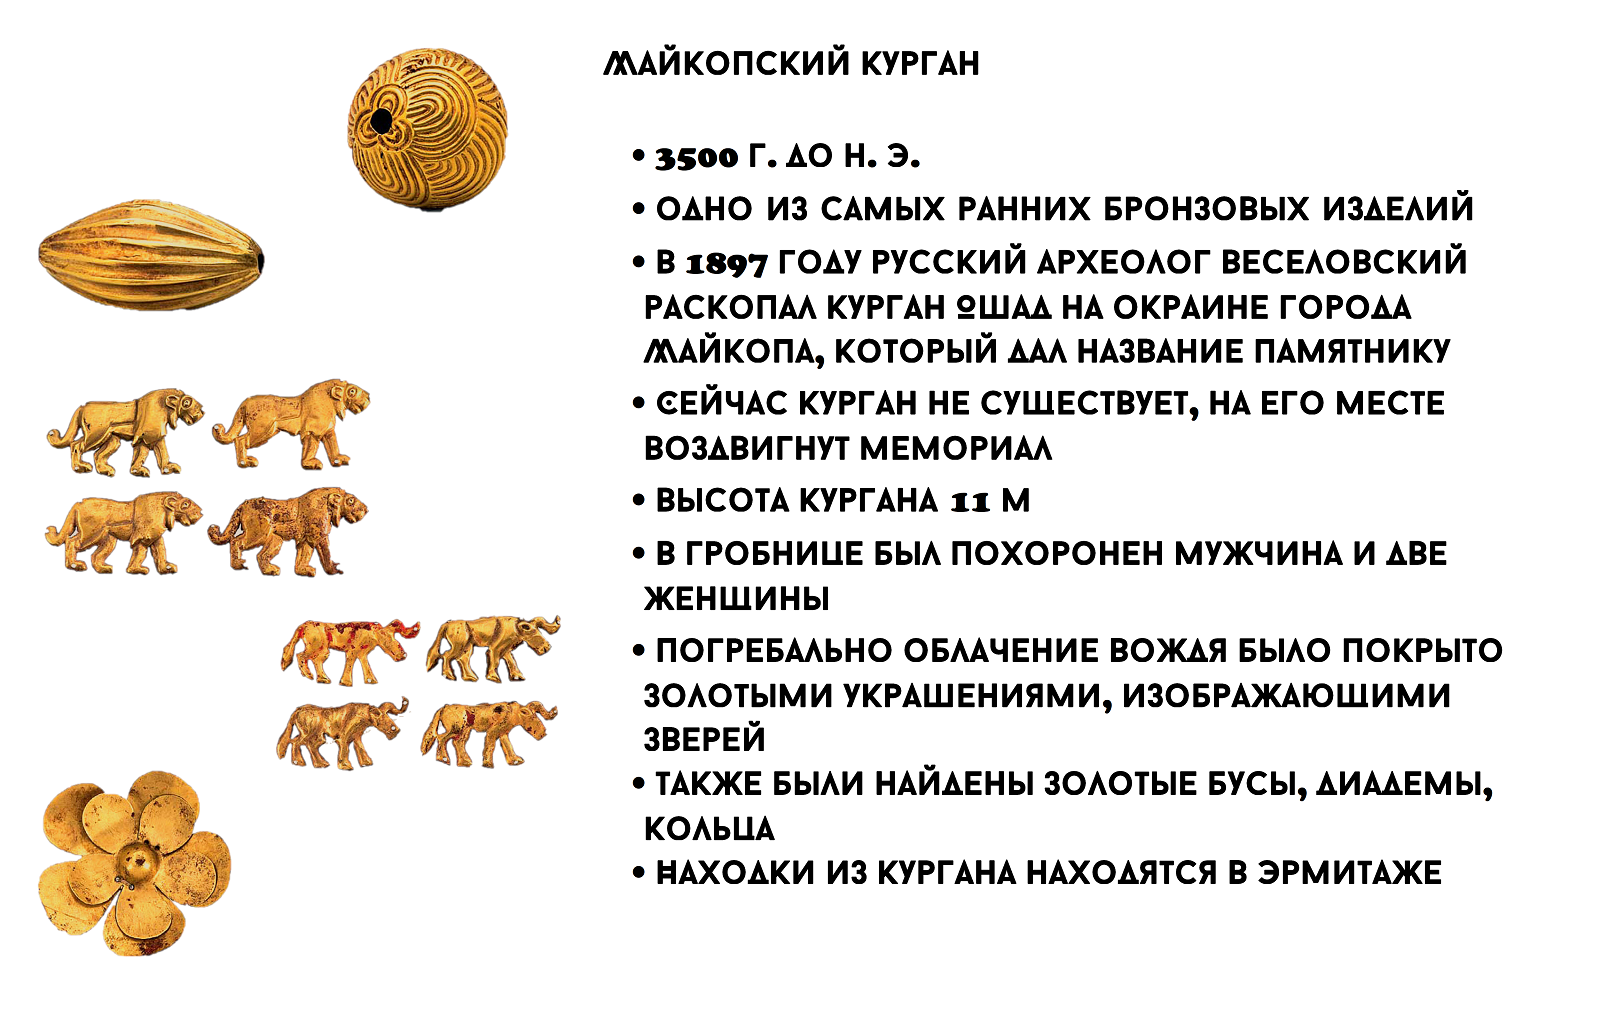 МАЙКОПСКИЙ КУРГАН
• 3500 Г. ДО Н. Э.
• ОДНО ИЗ САМЫХ РАННИХ БРОНЗОВЫХ ИЗДЕЛИЙ
• В 1897 ГОДУ РУССКИЙ АРХЕОЛОГ ВЕСЕЛОВСКИЙ
РАСКОПАЛ КУРГАН ОШАД НА ОКРАИНЕ ГОРОДА
МАЙКОПА, КОТОРЫЙ ДАЛ НАЗВАНИЕ ПАМЯТНИКУ
• СЕЙЧАС КУРГАН НЕ СУЩЕСТВУЕТ, НА ЕГО МЕСТЕ
ВОЗДВИГНУТ МЕМОРИАЛ
• ВЫСОТА КУРГАНА 11 М
• В ГРОБНИЦЕ БЫЛ ПОХОРОНЕН МУЖЧИНА И ДВЕ
ЖЕНЩИНЫ
• ПОГРЕБАЛЬНО ОБЛАЧЕНИЕ ВОЖДЯ БЫЛО ПОКРЫТО
ЗОЛОТЫМИ УКРАШЕНИЯМИ, ИЗОБРАЖАЮЩИМИ
ЗВЕРЕЙ
• ТАКЖЕ БЫЛИ НАЙДЕНЫ ЗОЛОТЫЕ БУСЫ, ДИАДЕМЫ,
КОЛЬЦА
• НАХОДКИ ИЗ КУРГАНА НАХОДЯТСЯ В ЭРМИТАЖЕ